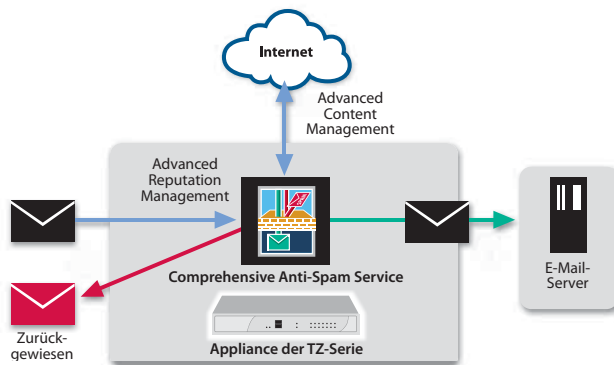 Internet
Advanced
Content
Management
Advanced
Reputation
Management
Comprehensive Anti-Spam Service
E-Mail-
Server
Zurück-
gewiesen
Appliance der TZ-Serie